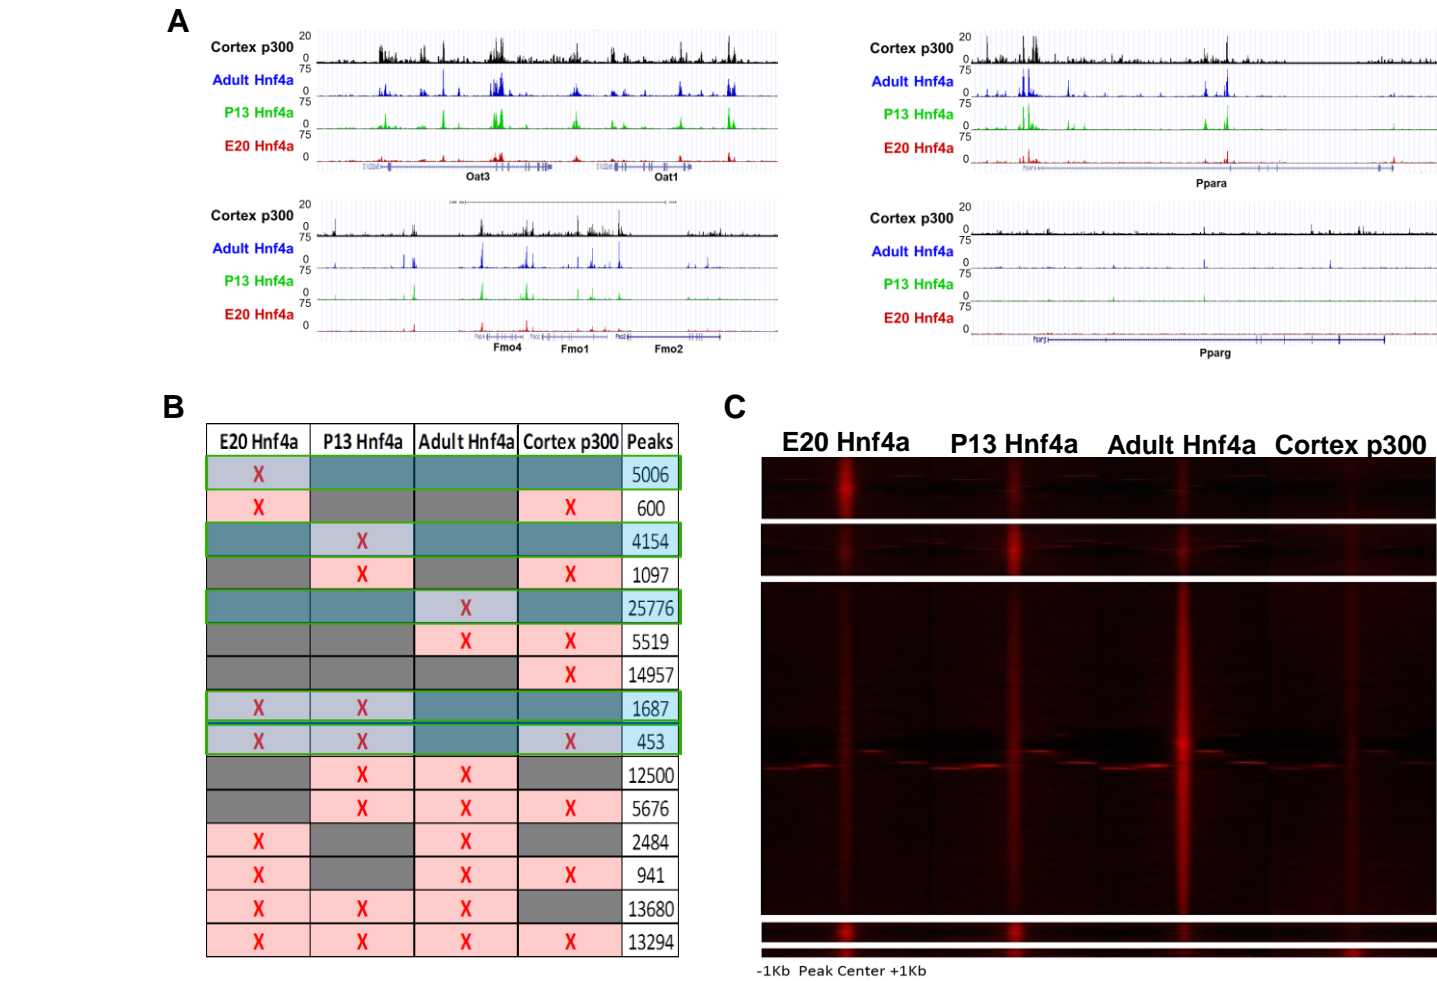 A
Cortex p300
20
0
Adult Hnf4a
75
0
P13 Hnf4a
75
0
E20 Hnf4a
75
0
Oat3
Oat1
Cortex p300
20
0
Adult Hnf4a
75
0
P13 Hnf4a
75
0
E20 Hnf4a
75
0
Fmo4
Fmo1
Fmo2
Cortex p300
20
0
Adult Hnf4a
75
0
P13 Hnf4a
75
0
E20 Hnf4a
75
0
Ppara
Cortex p300
20
0
Adult Hnf4a
75
0
P13 Hnf4a
75
0
E20 Hnf4a
75
0
Pparg
Pparg
B
E20 Hnf4a P13 Hnf4a Adult Hnf4a Cortex p300 Peaks
X 5006
X X 600
X 4154
X X 1097
X 25776
X X 5519
X 14957
X X 1687
X X X 453
X X 12500
X X X 5676
X X 2484
X X X 941
X X X 13680
X X X X 13294
C
E20 Hnf4a P13 Hnf4a Adult Hnf4a Cortex p300
-1Kb Peak Center +1Kb